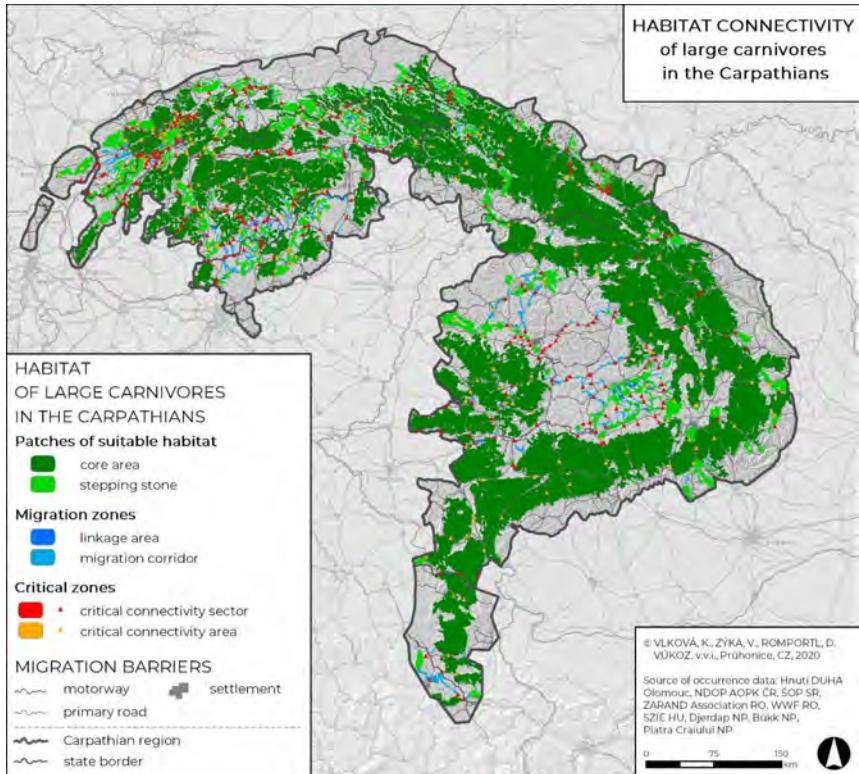 HABITAT CONNECTIVITY
of large carnivores
in the Carpathians
HABITAT
OF LARGE CARNIVORES
IN THE CARPATHIANS
Patches of suitable habitat
core area
stepping stone
Migration zones
linkage area
migration corridor
Critical zones
critical connectivity sector
critical connectivity area
MIGRATION BARRIERS
motorway
settlement
primary road
Carpathian region
state border
© VLKOVÁ, K., ZÝKA, V., ROMPORTL, D.
VÚKOZ, v.v.i., Průhonice, CZ, 2020
Source of occurrence data: Hnutí DUHA
Olomouc, NDOP AOPK ČR, ŠOP SR,
ZARAND Association RO, WWF RO,
SZIE HU, Djerdap NP, Bükk NP,
Piatra Craiului NP
0 75 150
km